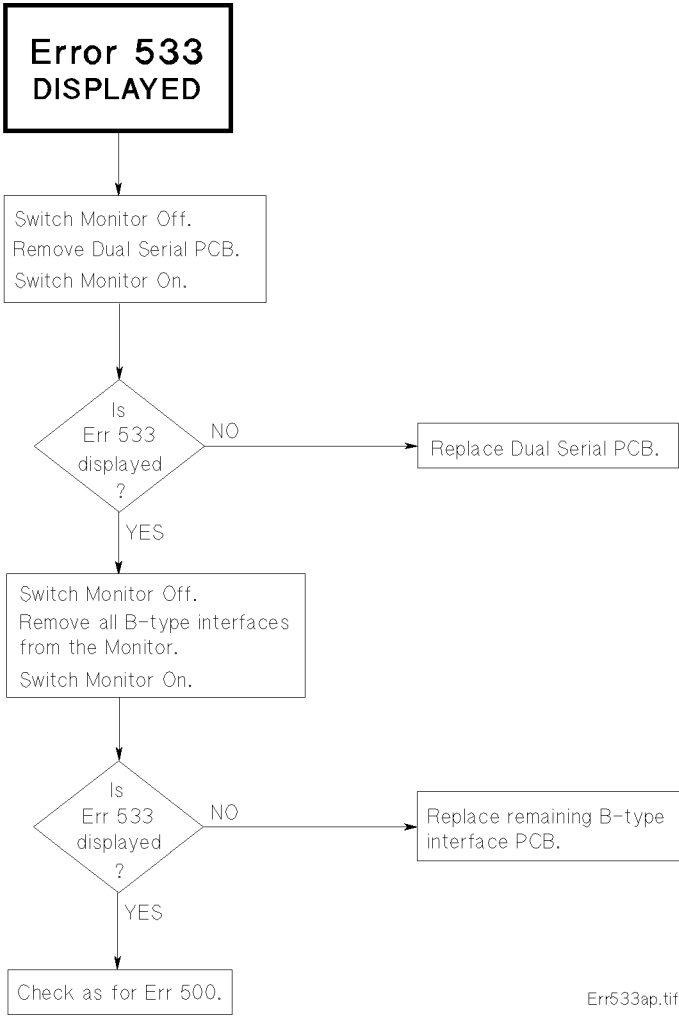 Error 533
DISPLAYED
Switch Monitor Off.
Remove Dual Serial PCB.
Switch Monitor On.
Is
Err 533
displayed
?
NO
Replace Dual Serial PCB.
YES
Switch Monitor Off.
Remove all B-type interfaces
from the Monitor.
Switch Monitor On.
Is
Err 533
displayed
?
NO
Replace remaining B-type
interface PCB.
YES
Check as for Err 500.
Err533ap.tif